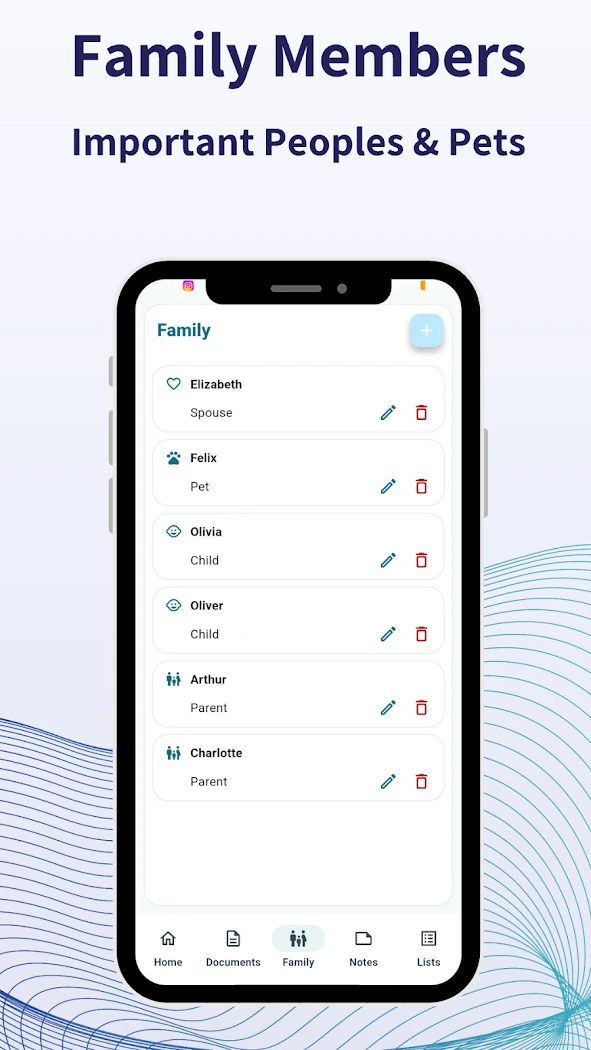 Family Members
Important Peoples & Pets
Family
Elizabeth
Spouse
Felix
Pet
Olivia
Child
Oliver
Child
Arthur
Parent
Charlotte
Parent
Home Documents Family Notes Lists